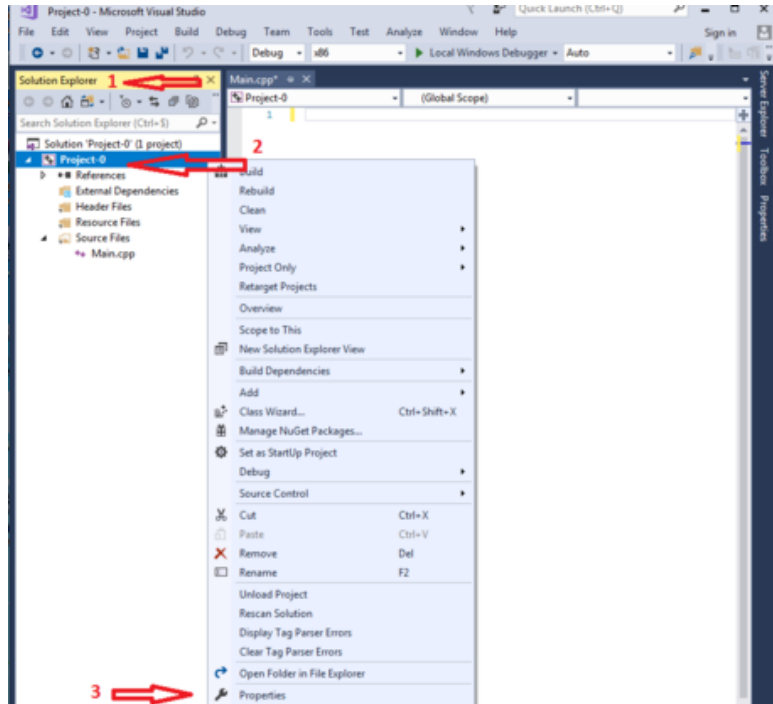 Project-0 - Microsoft Visual Studio
Quick Launch (Ctrl+Q)
File Edit View Project Build Debug Team Tools Test Analyze Window Help Sign in
Debug x86 Local Windows Debugger Auto
Solution Explorer 1
Main.cpp*
Project-0 (Global Scope)
Search Solution Explorer (Ctrl+$)
1
Solution 'Project-0' (1 project)
2
Project-0
References
External Dependencies
Header Files
Resource Files
Source Files
Main.cpp
Build
Rebuild
Clean
View
Analyze
Project Only
Retarget Projects
Overview
Scope to This
New Solution Explorer View
Build Dependencies
Add
Class Wizard... Ctrl+Shift+X
Manage NuGet Packages...
Set as StartUp Project
Debug
Source Control
Cut Ctrl+X
Paste Ctrl+V
Remove Del
Rename F2
Unload Project
Rescan Solution
Display Tag Parser Errors
Clear Tag Parser Errors
Open Folder in File Explorer
3 Properties
Server Explorer
Toolbox
Properties